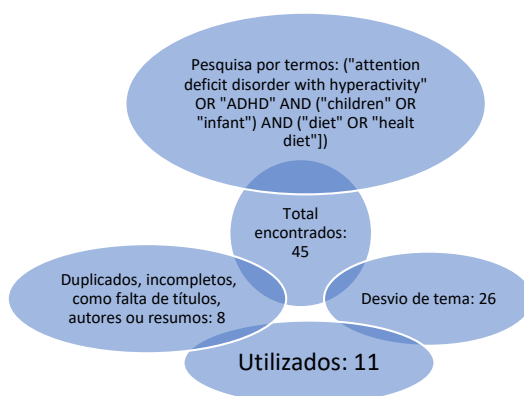 Pesquisa por termos: ("attention
deficit disorder with hyperactivity"
OR "ADHD" AND ("children" OR
"infant") AND ("diet" OR "healt
diet"])
Total
encontrados:
45
Duplicados, incompletos,
como falta de títulos,
autores ou resumos: 8
Desvio de tema: 26
Utilizados: 11